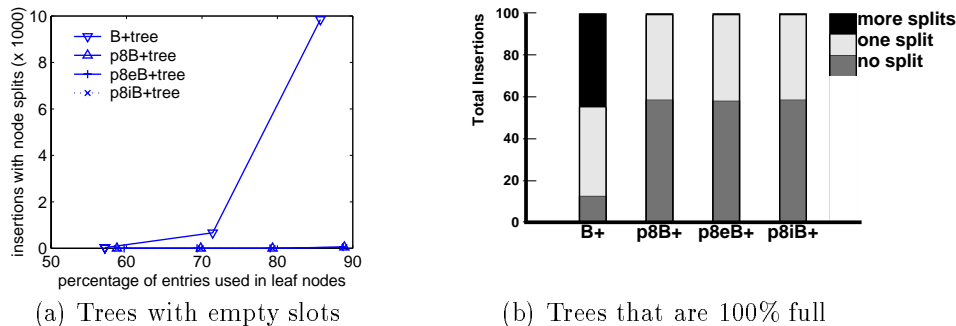 insertions with node splits (x 1000)
10
8
6
4
2
0
50
60
70
80
90
percentage of entries used in leaf nodes
B+tree
p8B+tree
p8eB+tree
p8iB+tree
(a) Trees with empty slots
Total Insertions
100
80
60
40
20
0
B+
p8B+
p8eB+
p8iB+
more splits
one split
no split
(b) Trees that are 100% full